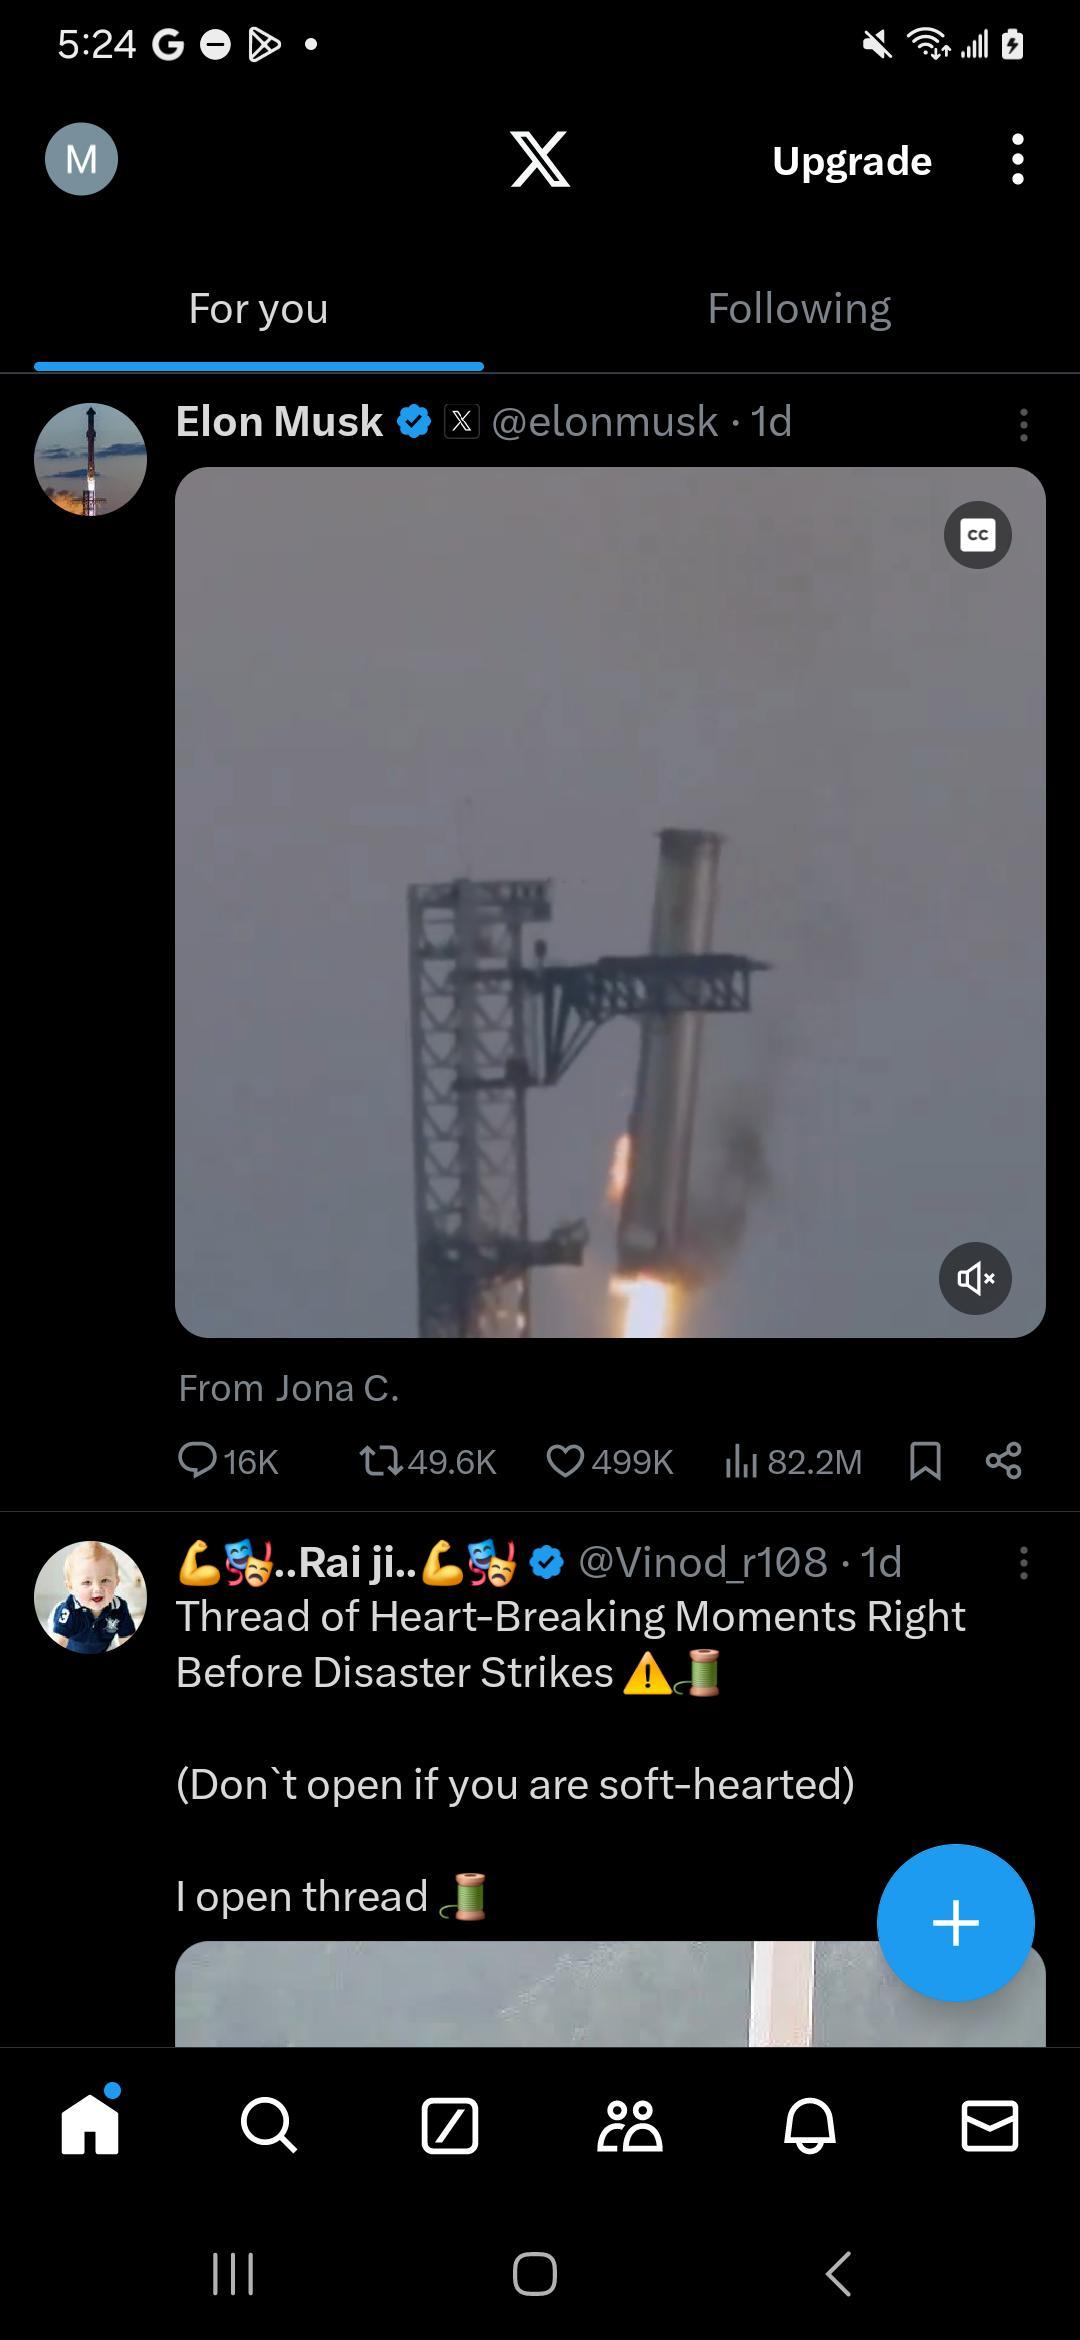 5:24
M
Upgrade
For you
Following
Elon Musk @elonmusk · 1d
CC
From Jona C.
16K 49.6K 499K 82.2M
💪🎭..Rai ji..💪🎭 @Vinod_r108 · 1d
Thread of Heart-Breaking Moments Right
Before Disaster Strikes ⚠️🧵
(Don`t open if you are soft-hearted)
I open thread 🧵